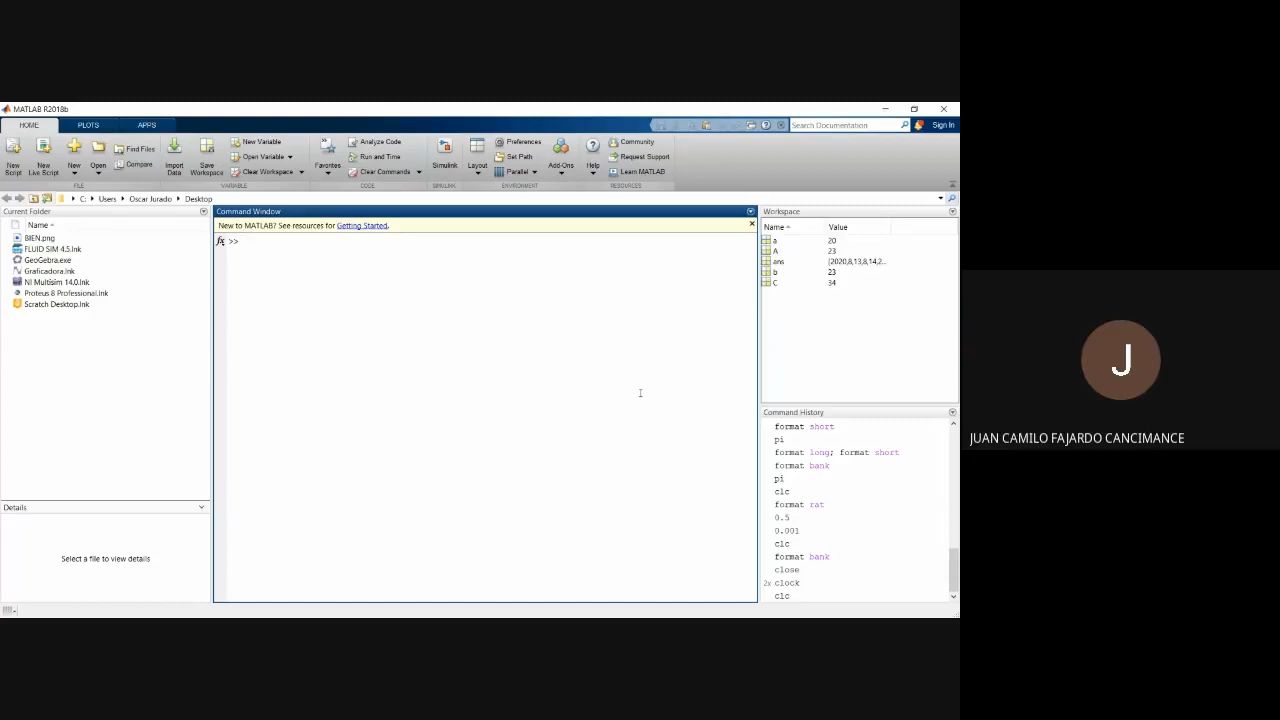 MATLAB R2018b
HOME PLOTS APPS
Search Documentation
Sign In
New Script
New Live Script
New
Open
Find Files
Compare
FILE
Import Data
Save Workspace
New Variable
Open Variable
Clear Workspace
VARIABLE
Favorites
Analyze Code
Run and Time
Clear Commands
CODE
Simulink
SIMULINK
Layout
Preferences
Set Path
Parallel
Add-Ons
ENVIRONMENT
Help
Community
Request Support
Learn MATLAB
RESOURCES
C: Users Oscar Jurado Desktop
Current Folder
Name
BIEN.png
FLUID SIM 4.5.lnk
GeoGebra.exe
Graficadora.lnk
NI Multisim 14.0.lnk
Proteus 8 Professional.lnk
Scratch Desktop.lnk
Details
Select a file to view details
Command Window
New to MATLAB? See resources for Getting Started.
fx >>
Workspace
Name Value
a 20
A 23
ans [2020,8,13,8,14,2...
b 23
C 34
Command History
format short
pi
format long; format short
format bank
pi
clc
format rat
0.5
0.001
clc
format bank
close
2x clock
clc
J
JUAN CAMILO FAJARDO CANCIMANCE